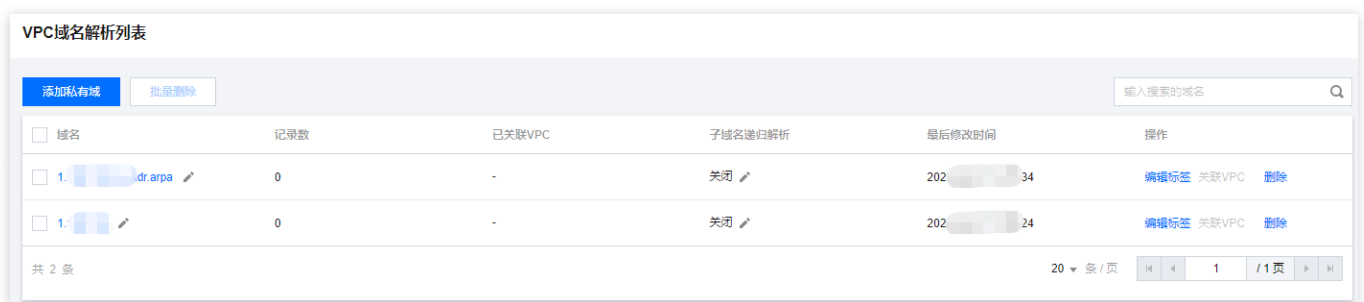 VPC域名解析列表
添加私有域 批量删除 输入搜索的域名
域名 记录数 已关联VPC 子域名递归解析 最后修改时间 操作
1. dr.arpa 0 - 关闭 202 34 编辑标签 关联VPC 删除
1. 0 - 关闭 202 24 编辑标签 关联VPC 删除
共 2 条 20 条 / 页 1 / 1 页